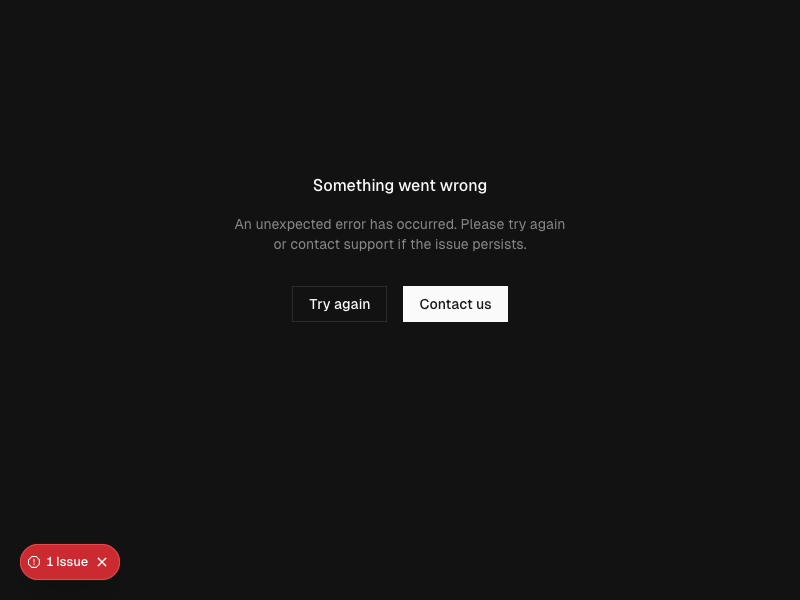 Something went wrong
An unexpected error has occurred. Please try again
or contact support if the issue persists.
Try again
Contact us
1 Issue